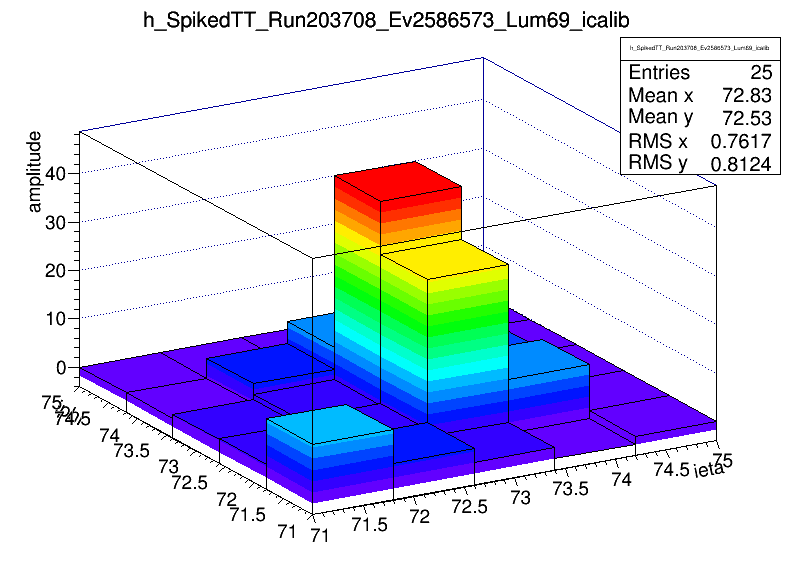 h_SpikedTT_Run203708_Ev2586573_Lum69_icalib
h_SpikedTT_Run203708_Ev2586573_Lum69_icalib
Entries 25
Mean x 72.83
Mean y 72.53
RMS x 0.7617
RMS y 0.8124
amplitude
40
30
20
10
0
75
74.5
74
73.5
73
72.5
72
71.5
71
71
71.5
72
72.5
73
73.5
74
74.5
75
ieta